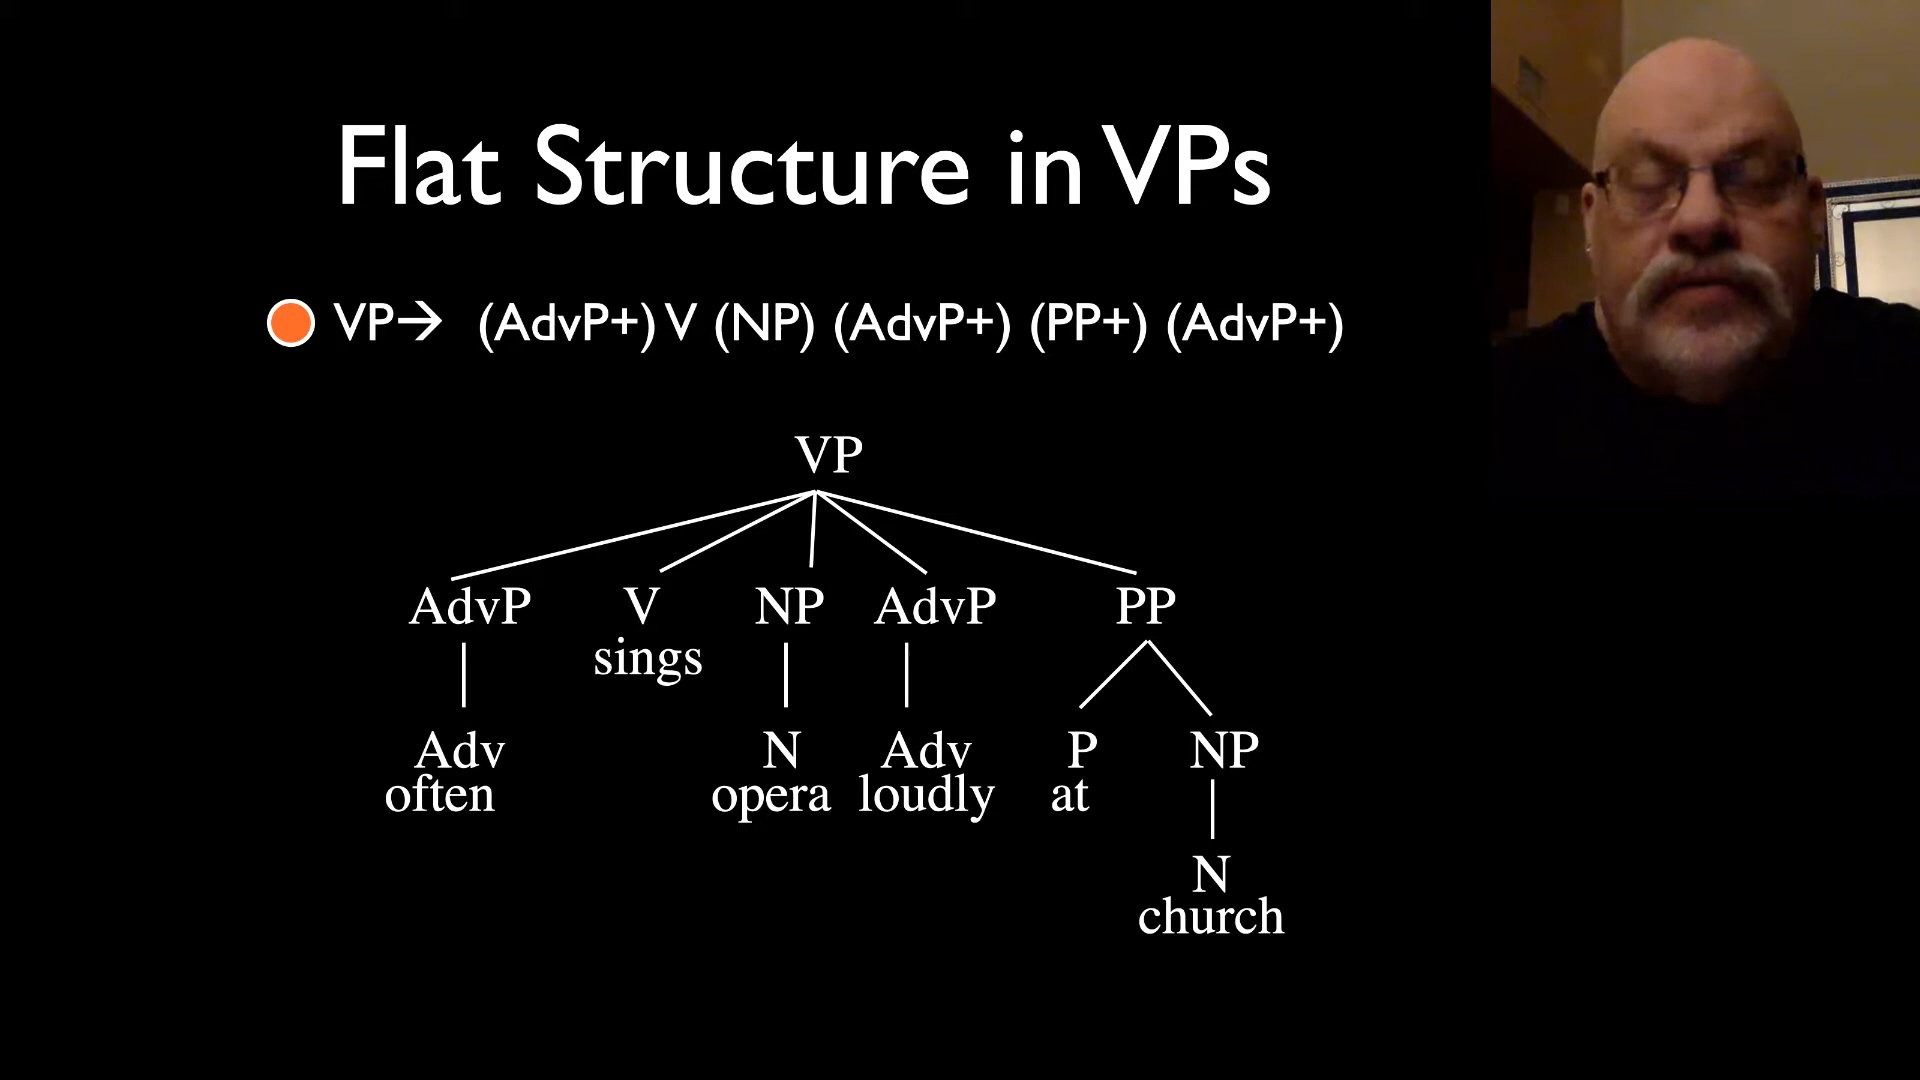 Flat Structure in VPs
VP→ (AdvP+) V (NP) (AdvP+) (PP+) (AdvP+)
VP
AdvP V NP AdvP PP
sings
Adv N Adv P NP
often opera loudly at
N
church